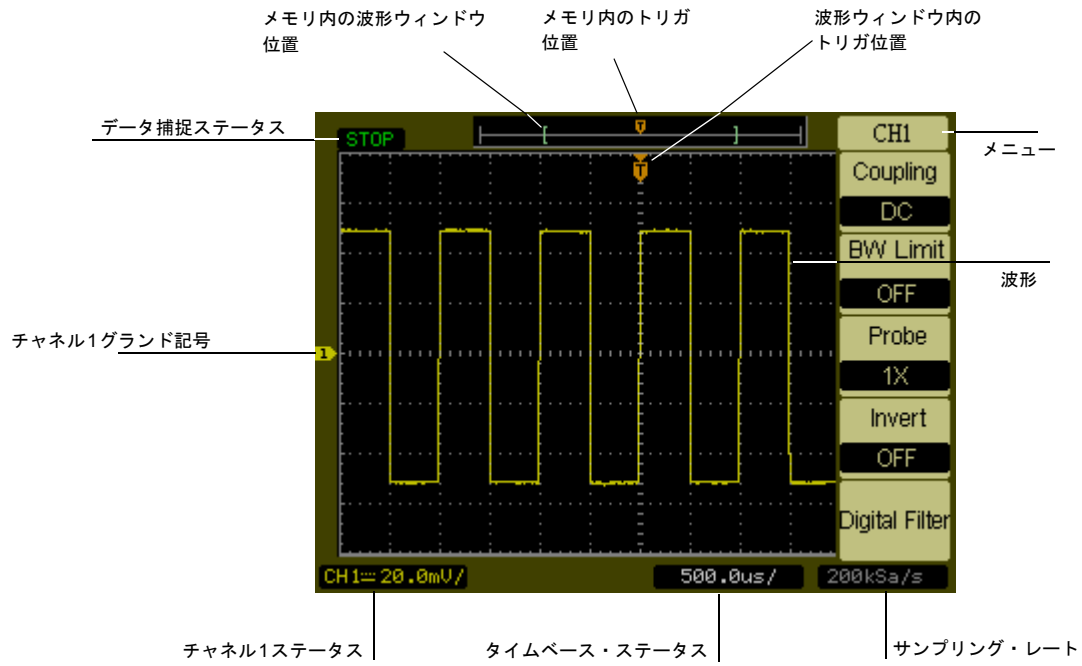 メモリ内の波形ウィンドウ
位置
メモリ内のトリガ
位置
波形ウィンドウ内の
トリガ位置
データ捕捉ステータス
STOP
T
CH1
メニュー
T
Coupling
DC
BW Limit
波形
OFF
チャネル1グランド記号
1
Probe
1X
Invert
OFF
Digital Filter
CH1 20.0mV/
500.0us/
200kSa/s
チャネル1ステータス
タイムベース・ステータス
サンプリング・レート